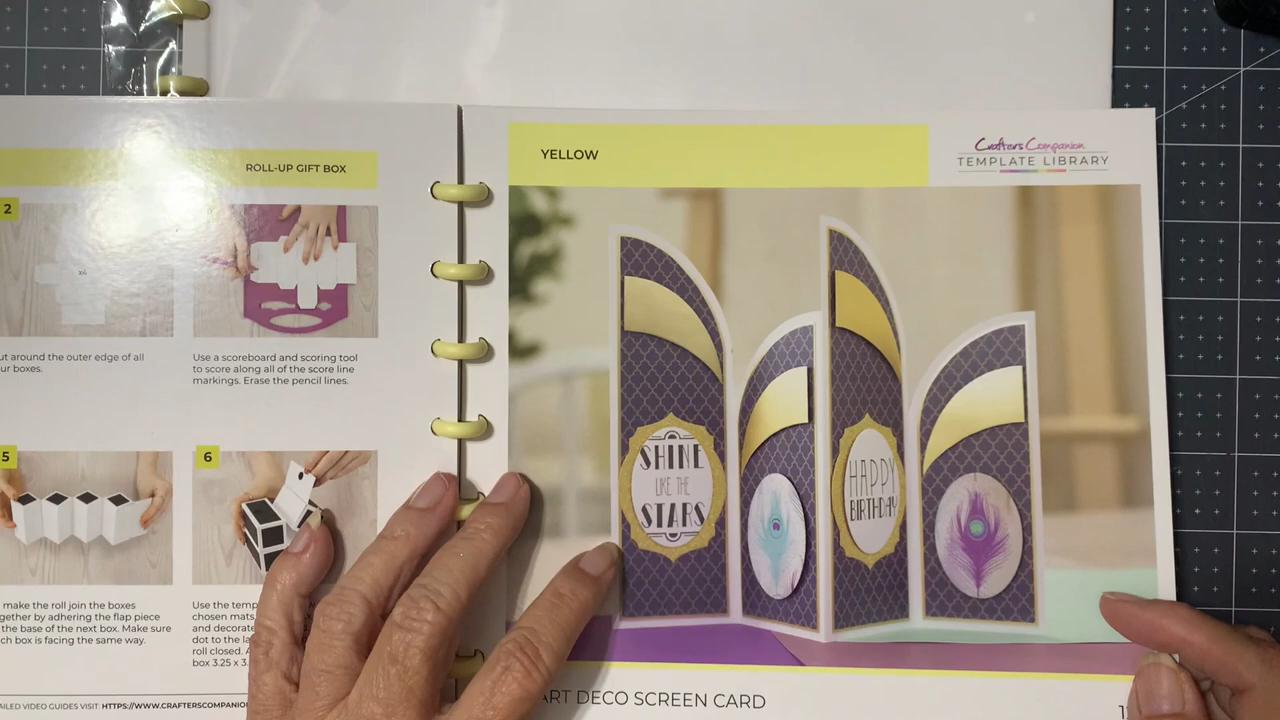 ROLL-UP GIFT BOX
2
x4
out around the outer edge of all
our boxes.
Use a scoreboard and scoring tool
to score along all of the score line
markings. Erase the pencil lines.
5
6
make the roll join the boxes
gether by adhering the flap piece
the base of the next box. Make sure
ch box is facing the same way.
Use the temp
chosen mats
and decorate
dot to the la
roll closed. A
box 3.25 x 3.
AILED VIDEO GUIDES VISIT: HTTPS://WWW.CRAFTERSCOMPANION
YELLOW
Crafters Companion
TEMPLATE LIBRARY
SHINE
LIKE THE
STARS
HAPPY
BIRTHDAY
ART DECO SCREEN CARD